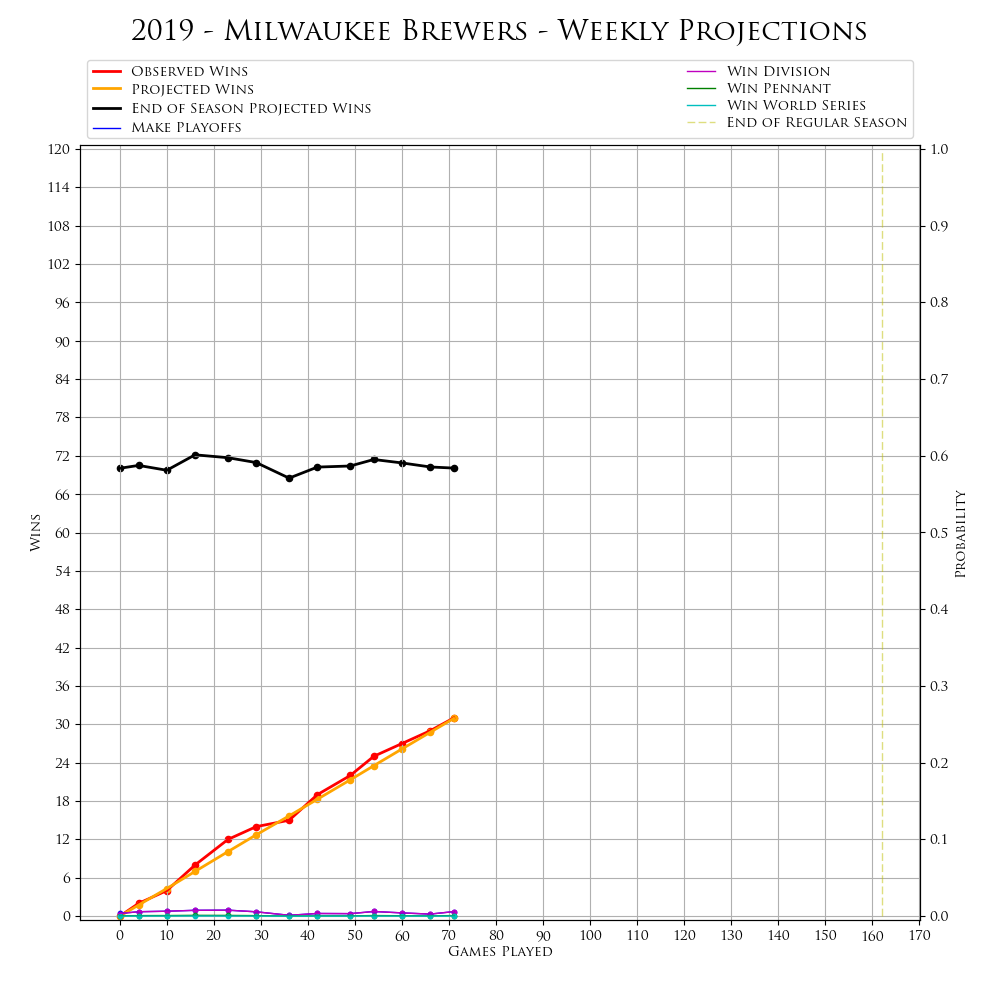 2019 - Milwaukee Brewers - Weekly Projections
Observed Wins
Projected Wins
End of Season Projected Wins
Make Playoffs
Win Division
Win Pennant
Win World Series
End of Regular Season
120
114
108
102
96
90
84
78
72
66
60
54
48
42
36
30
24
18
12
6
0
Wins
1.0
0.9
0.8
0.7
0.6
0.5
0.4
0.3
0.2
0.1
0.0
Probability
0 10 20 30 40 50 60 70 80 90 100 110 120 130 140 150 160 170
Games Played